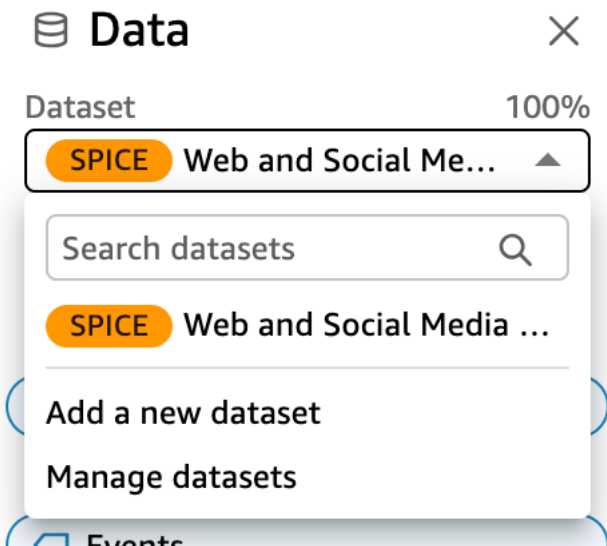 Data
Dataset 100%
SPICE Web and Social Me...
Search datasets
SPICE Web and Social Media ...
Add a new dataset
Manage datasets
Events